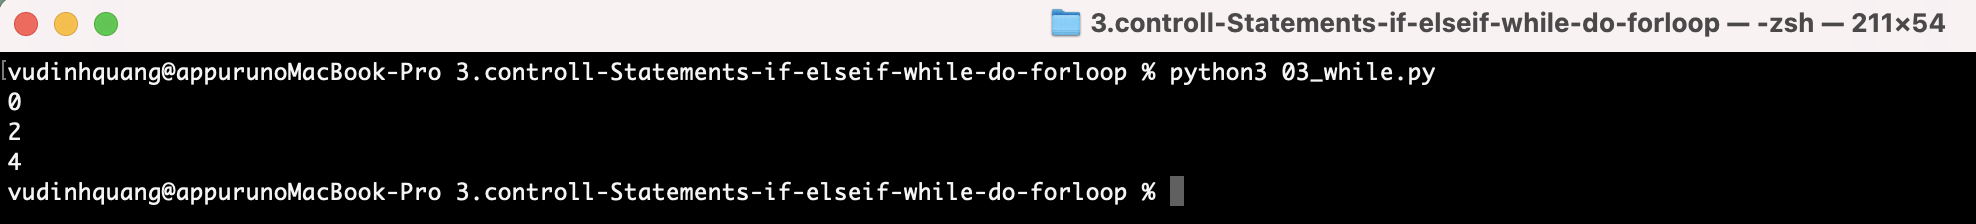 3.controll-Statements-if-elseif-while-do-forloop — -zsh — 211×54
[vudinhquang@appurunoMacBook-Pro 3.controll-Statements-if-elseif-while-do-forloop % python3 03_while.py
0
2
4
vudinhquang@appurunoMacBook-Pro 3.controll-Statements-if-elseif-while-do-forloop %